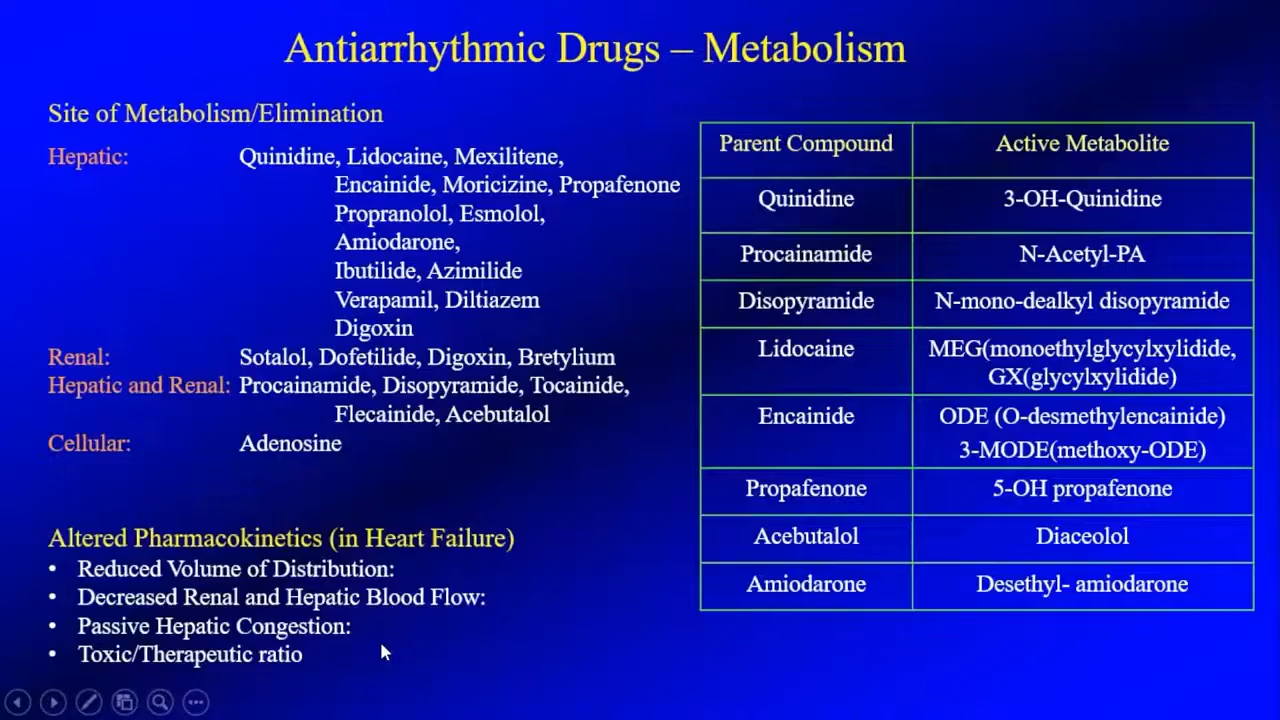 Antiarrhythmic Drugs – Metabolism
Site of Metabolism/Elimination
Hepatic: Quinidine, Lidocaine, Mexilitene,
Encainide, Moricizine, Propafenone
Propranolol, Esmolol,
Amiodarone,
Ibutilide, Azimilide
Verapamil, Diltiazem
Digoxin
Renal: Sotalol, Dofetilide, Digoxin, Bretylium
Hepatic and Renal: Procainamide, Disopyramide, Tocainide,
Flecainide, Acebutalol
Cellular: Adenosine
Altered Pharmacokinetics (in Heart Failure)
• Reduced Volume of Distribution:
• Decreased Renal and Hepatic Blood Flow:
• Passive Hepatic Congestion:
• Toxic/Therapeutic ratio
Parent Compound Active Metabolite
Quinidine 3-OH-Quinidine
Procainamide N-Acetyl-PA
Disopyramide N-mono-dealkyl disopyramide
Lidocaine MEG(monoethylglycylxylidide,
GX(glycylxylidide)
Encainide ODE (O-desmethylencainide)
3-MODE(methoxy-ODE)
Propafenone 5-OH propafenone
Acebutalol Diaceolol
Amiodarone Desethyl- amiodarone